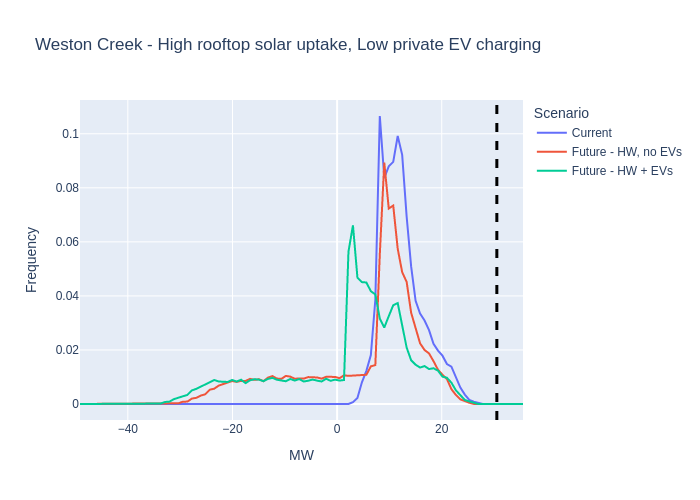 Weston Creek - High rooftop solar uptake, Low private EV charging
Scenario
Current
Future - HW, no EVs
Future - HW + EVs
Frequency
0.1
0.08
0.06
0.04
0.02
0
−40
−20
0
20
MW